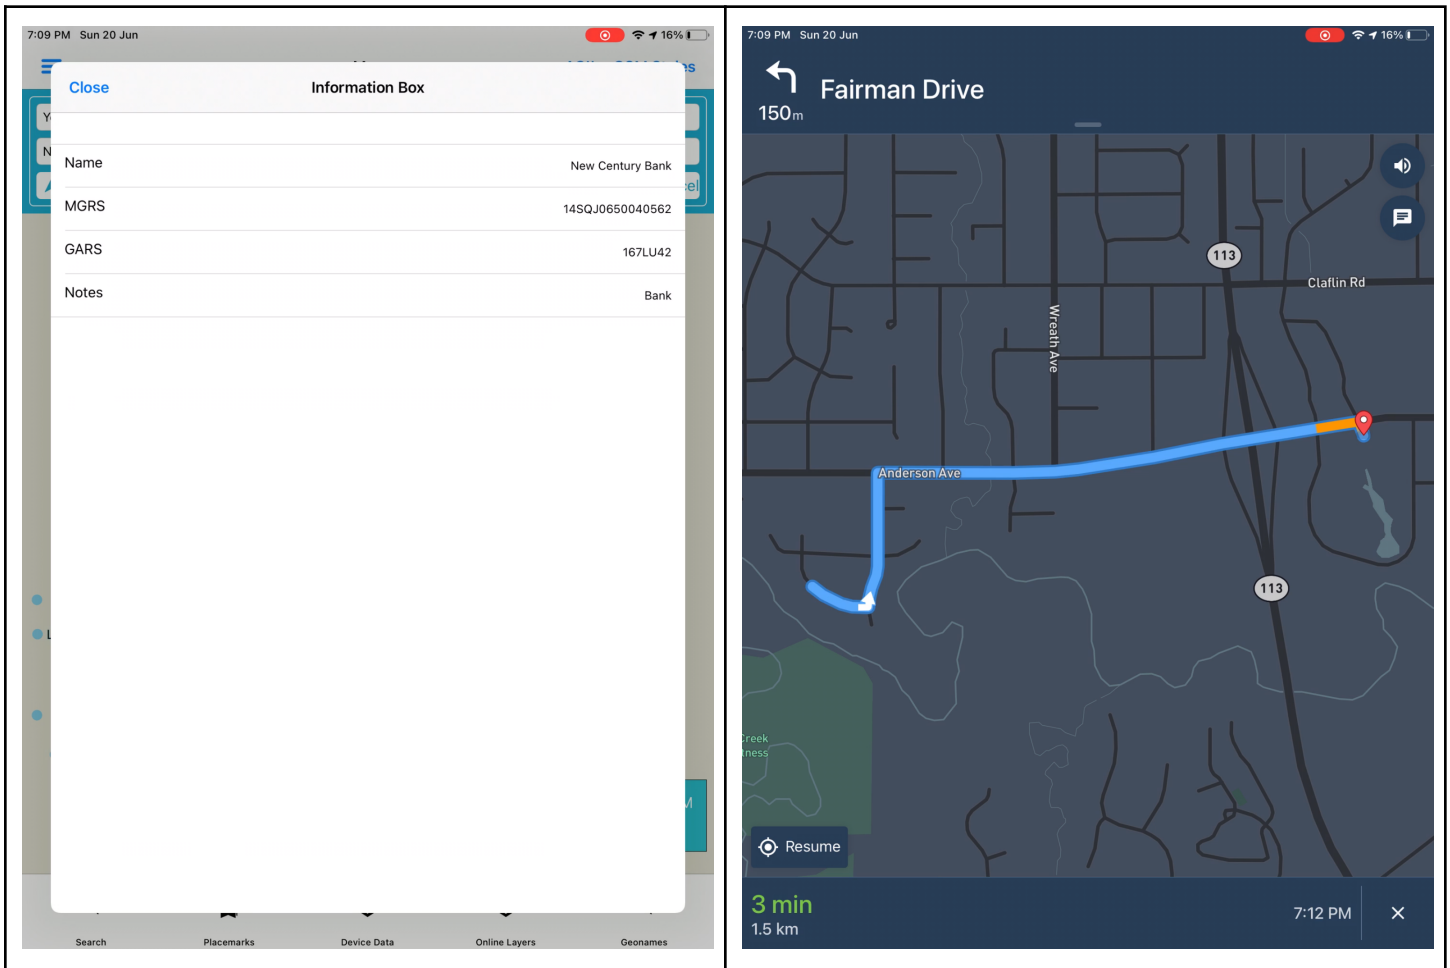 7:09 PM Sun 20 Jun
16%
Close
Information Box
Name
New Century Bank
MGRS
14SQJ0650040562
GARS
167LU42
Notes
Bank
Search
Placemarks
Device Data
Online Layers
Geonames
7:09 PM Sun 20 Jun
16%
150m
Fairman Drive
113
Claflin Rd
Wreath Ave
Anderson Ave
113
Creek
Resume
3 min
1.5 km
7:12 PM